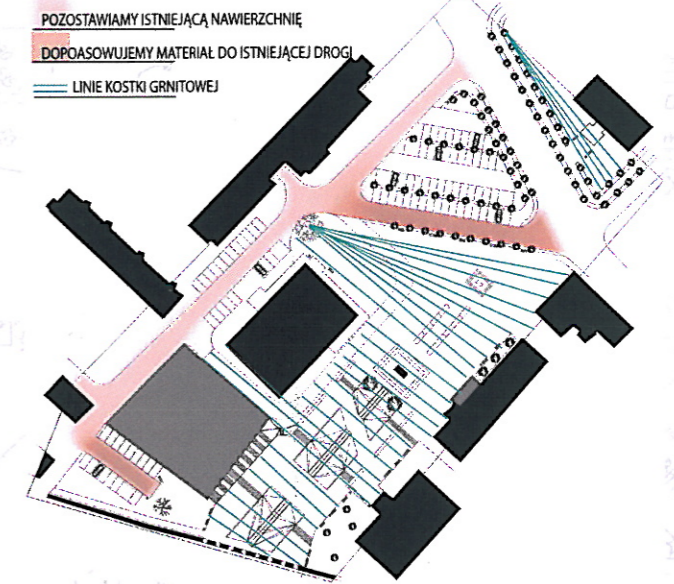 POZOSTAWIAMY ISTNIEJĄCĄ NAWIERZCHNIĘ
DOPOASOWUJEMY MATERIAŁ DO ISTNIEJĄCEJ DROGI
LINIE KOSTKI GRNITOWEJ